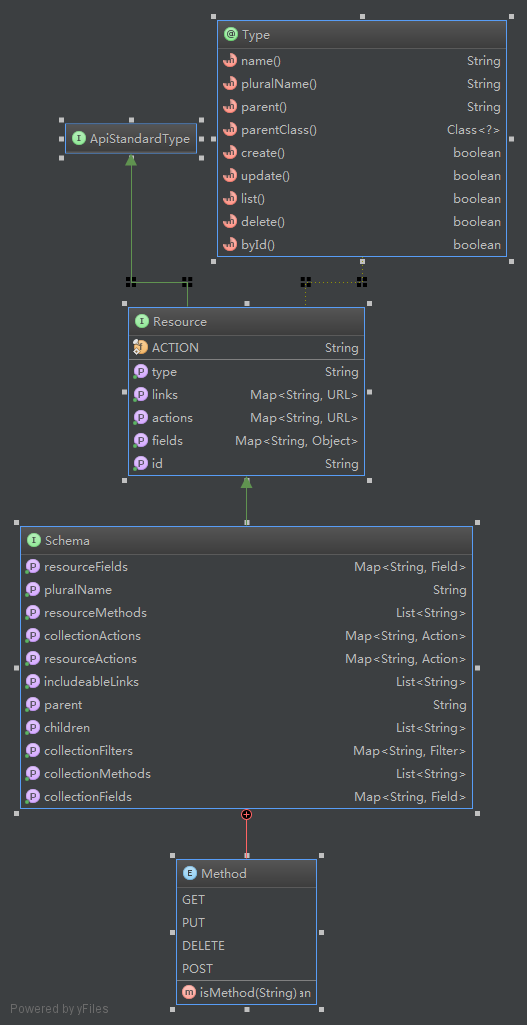 @ Type
m name() String
m pluralName() String
m parent() String
m parentClass() Class<?>
m create() boolean
m update() boolean
m list() boolean
m delete() boolean
m byId() boolean
I ApiStandardType
I Resource
f ACTION String
P type String
P links Map<String, URL>
P actions Map<String, URL>
P fields Map<String, Object>
P id String
I Schema
P resourceFields Map<String, Field>
P pluralName String
P resourceMethods List<String>
P collectionActions Map<String, Action>
P resourceActions Map<String, Action>
P includeableLinks List<String>
P parent String
P children List<String>
P collectionFilters Map<String, Filter>
P collectionMethods List<String>
P collectionFields Map<String, Field>
E Method
GET
PUT
DELETE
POST
m isMethod(String) an
Powered by yFiles